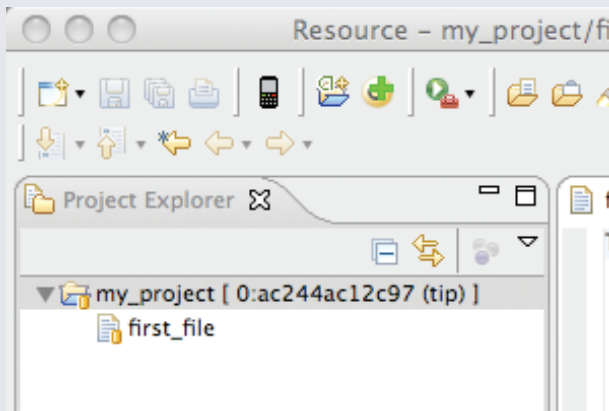 Resource – my_project/fi
Project Explorer
f
my_project [ 0:ac244ac12c97 (tip) ]
first_file